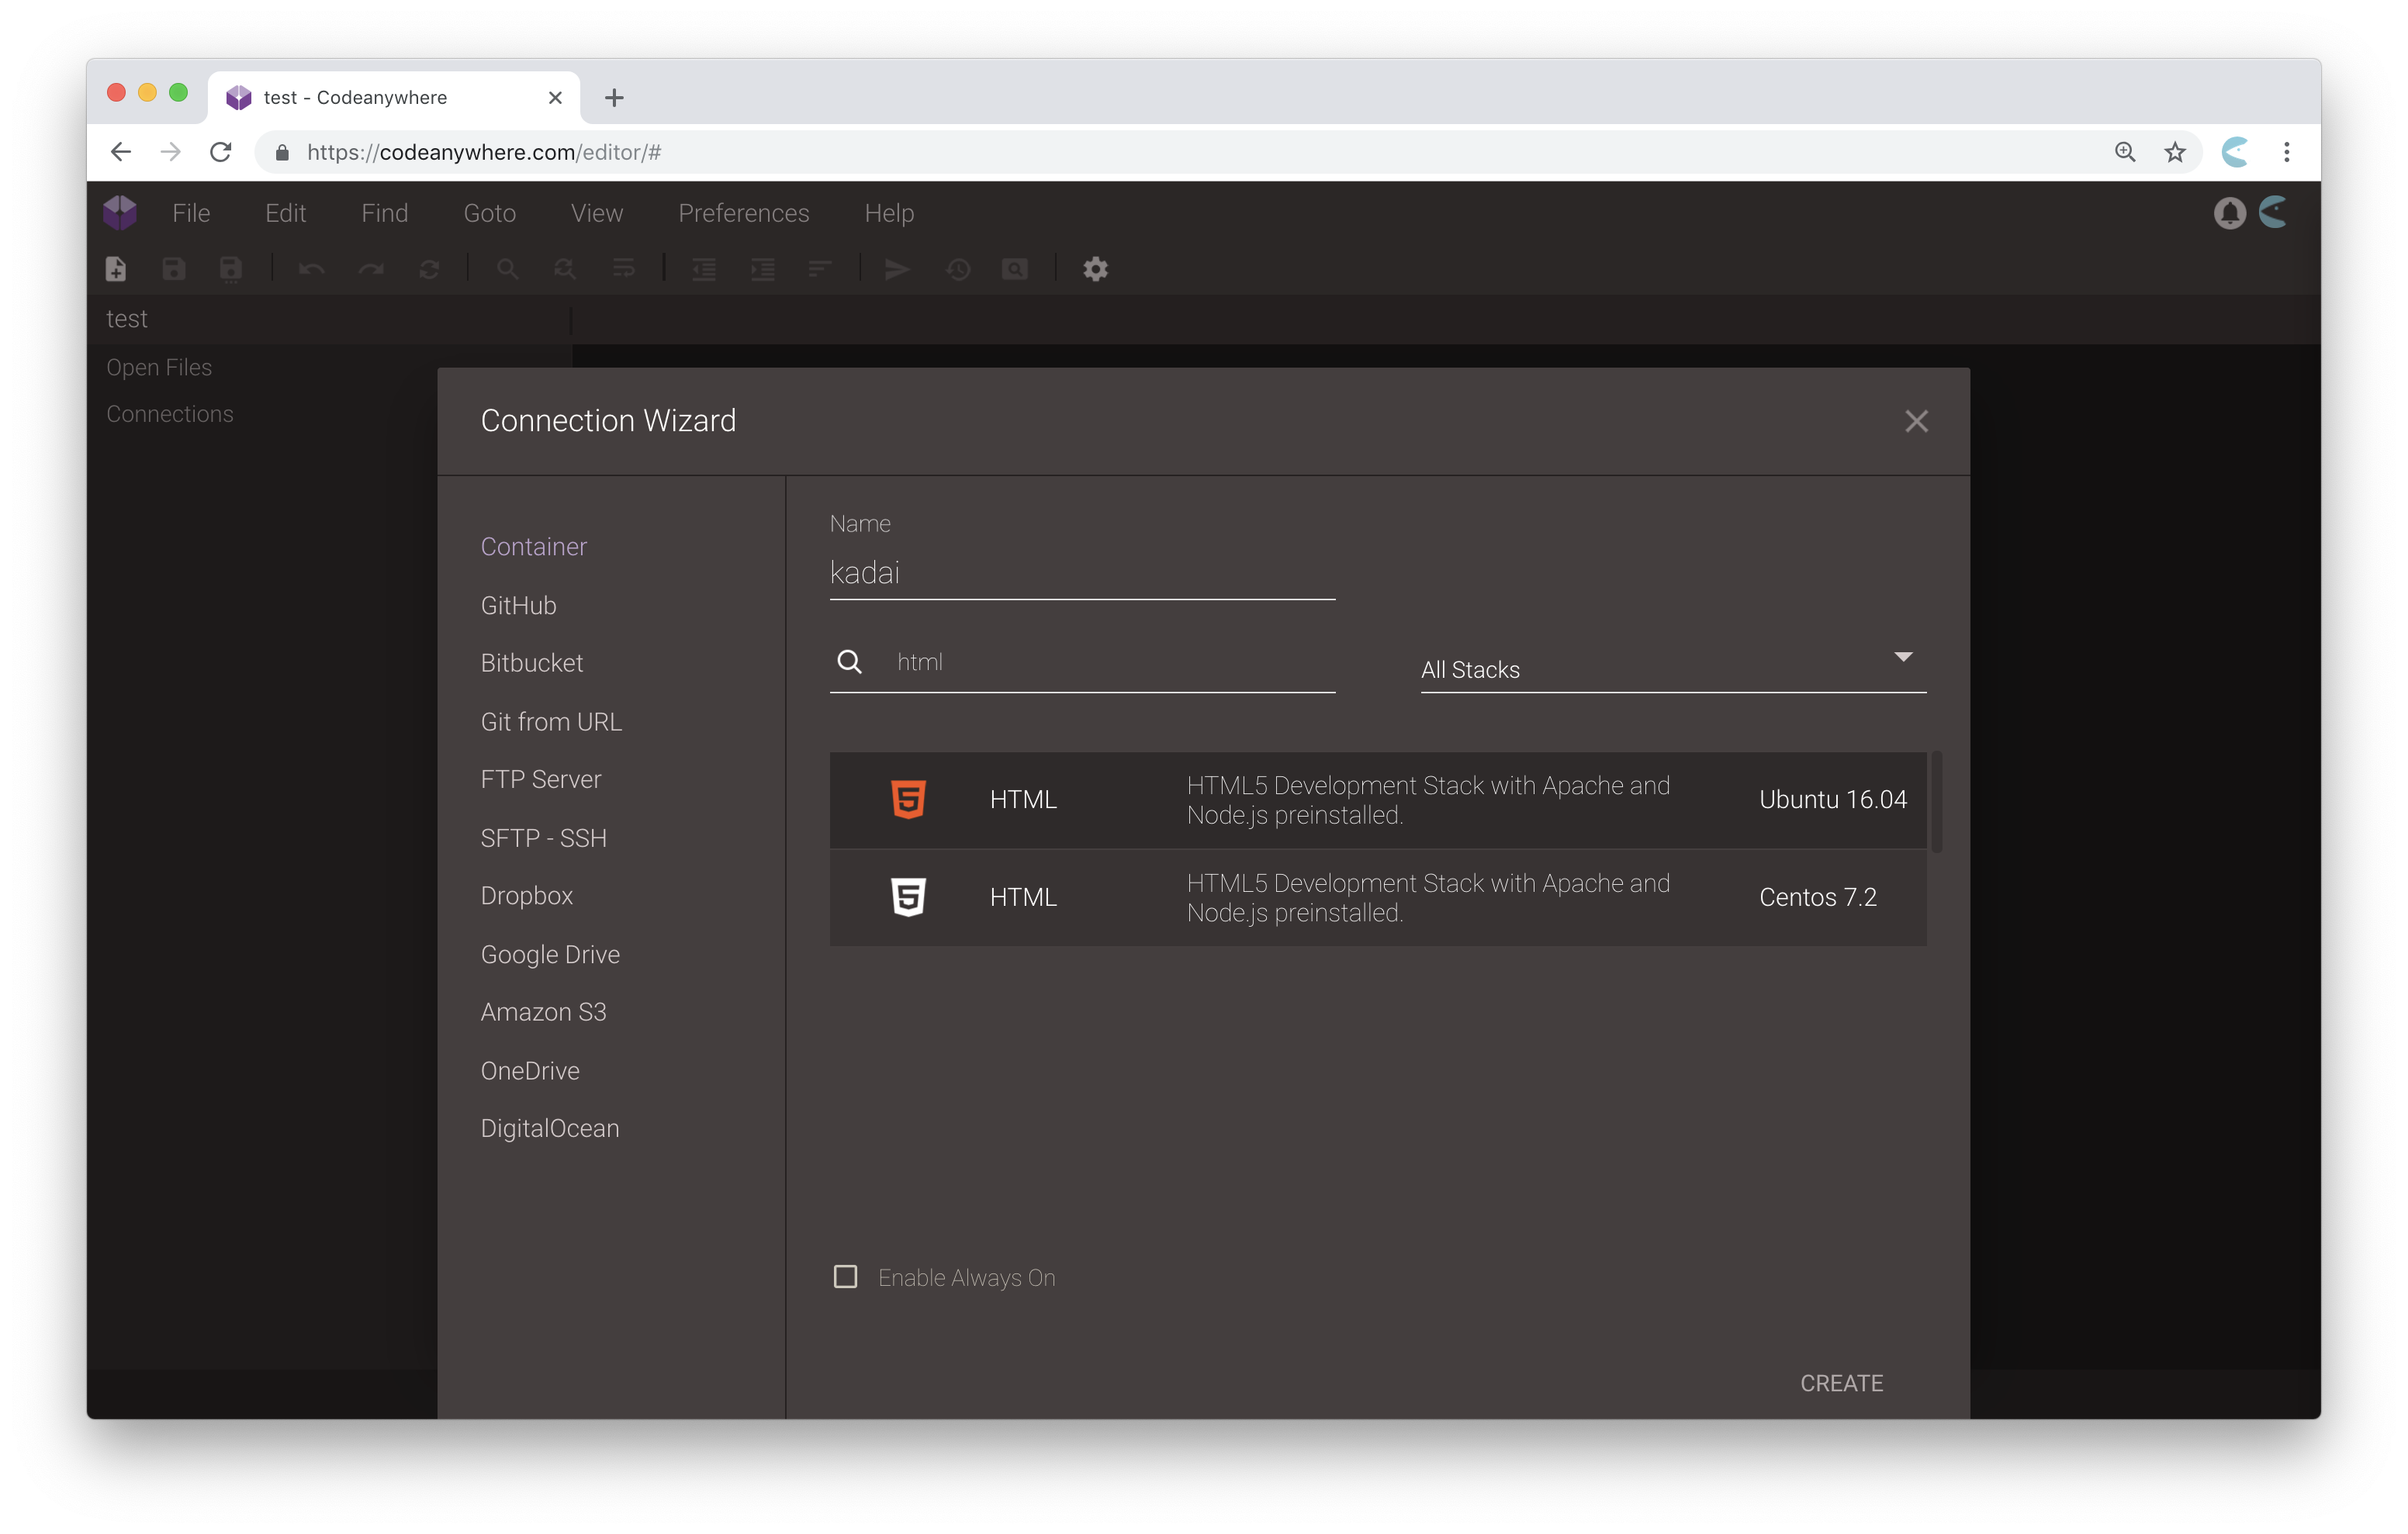 test - Codeanywhere
https://codeanywhere.com/editor/#
File Edit Find Goto View Preferences Help
test
Open Files
Connections
Connection Wizard
Container
GitHub
Bitbucket
Git from URL
FTP Server
SFTP - SSH
Dropbox
Google Drive
Amazon S3
OneDrive
DigitalOcean
Name
kadai
html
All Stacks
HTML
HTML5 Development Stack with Apache and
Node.js preinstalled.
Ubuntu 16.04
HTML
HTML5 Development Stack with Apache and
Node.js preinstalled.
Centos 7.2
Enable Always On
CREATE